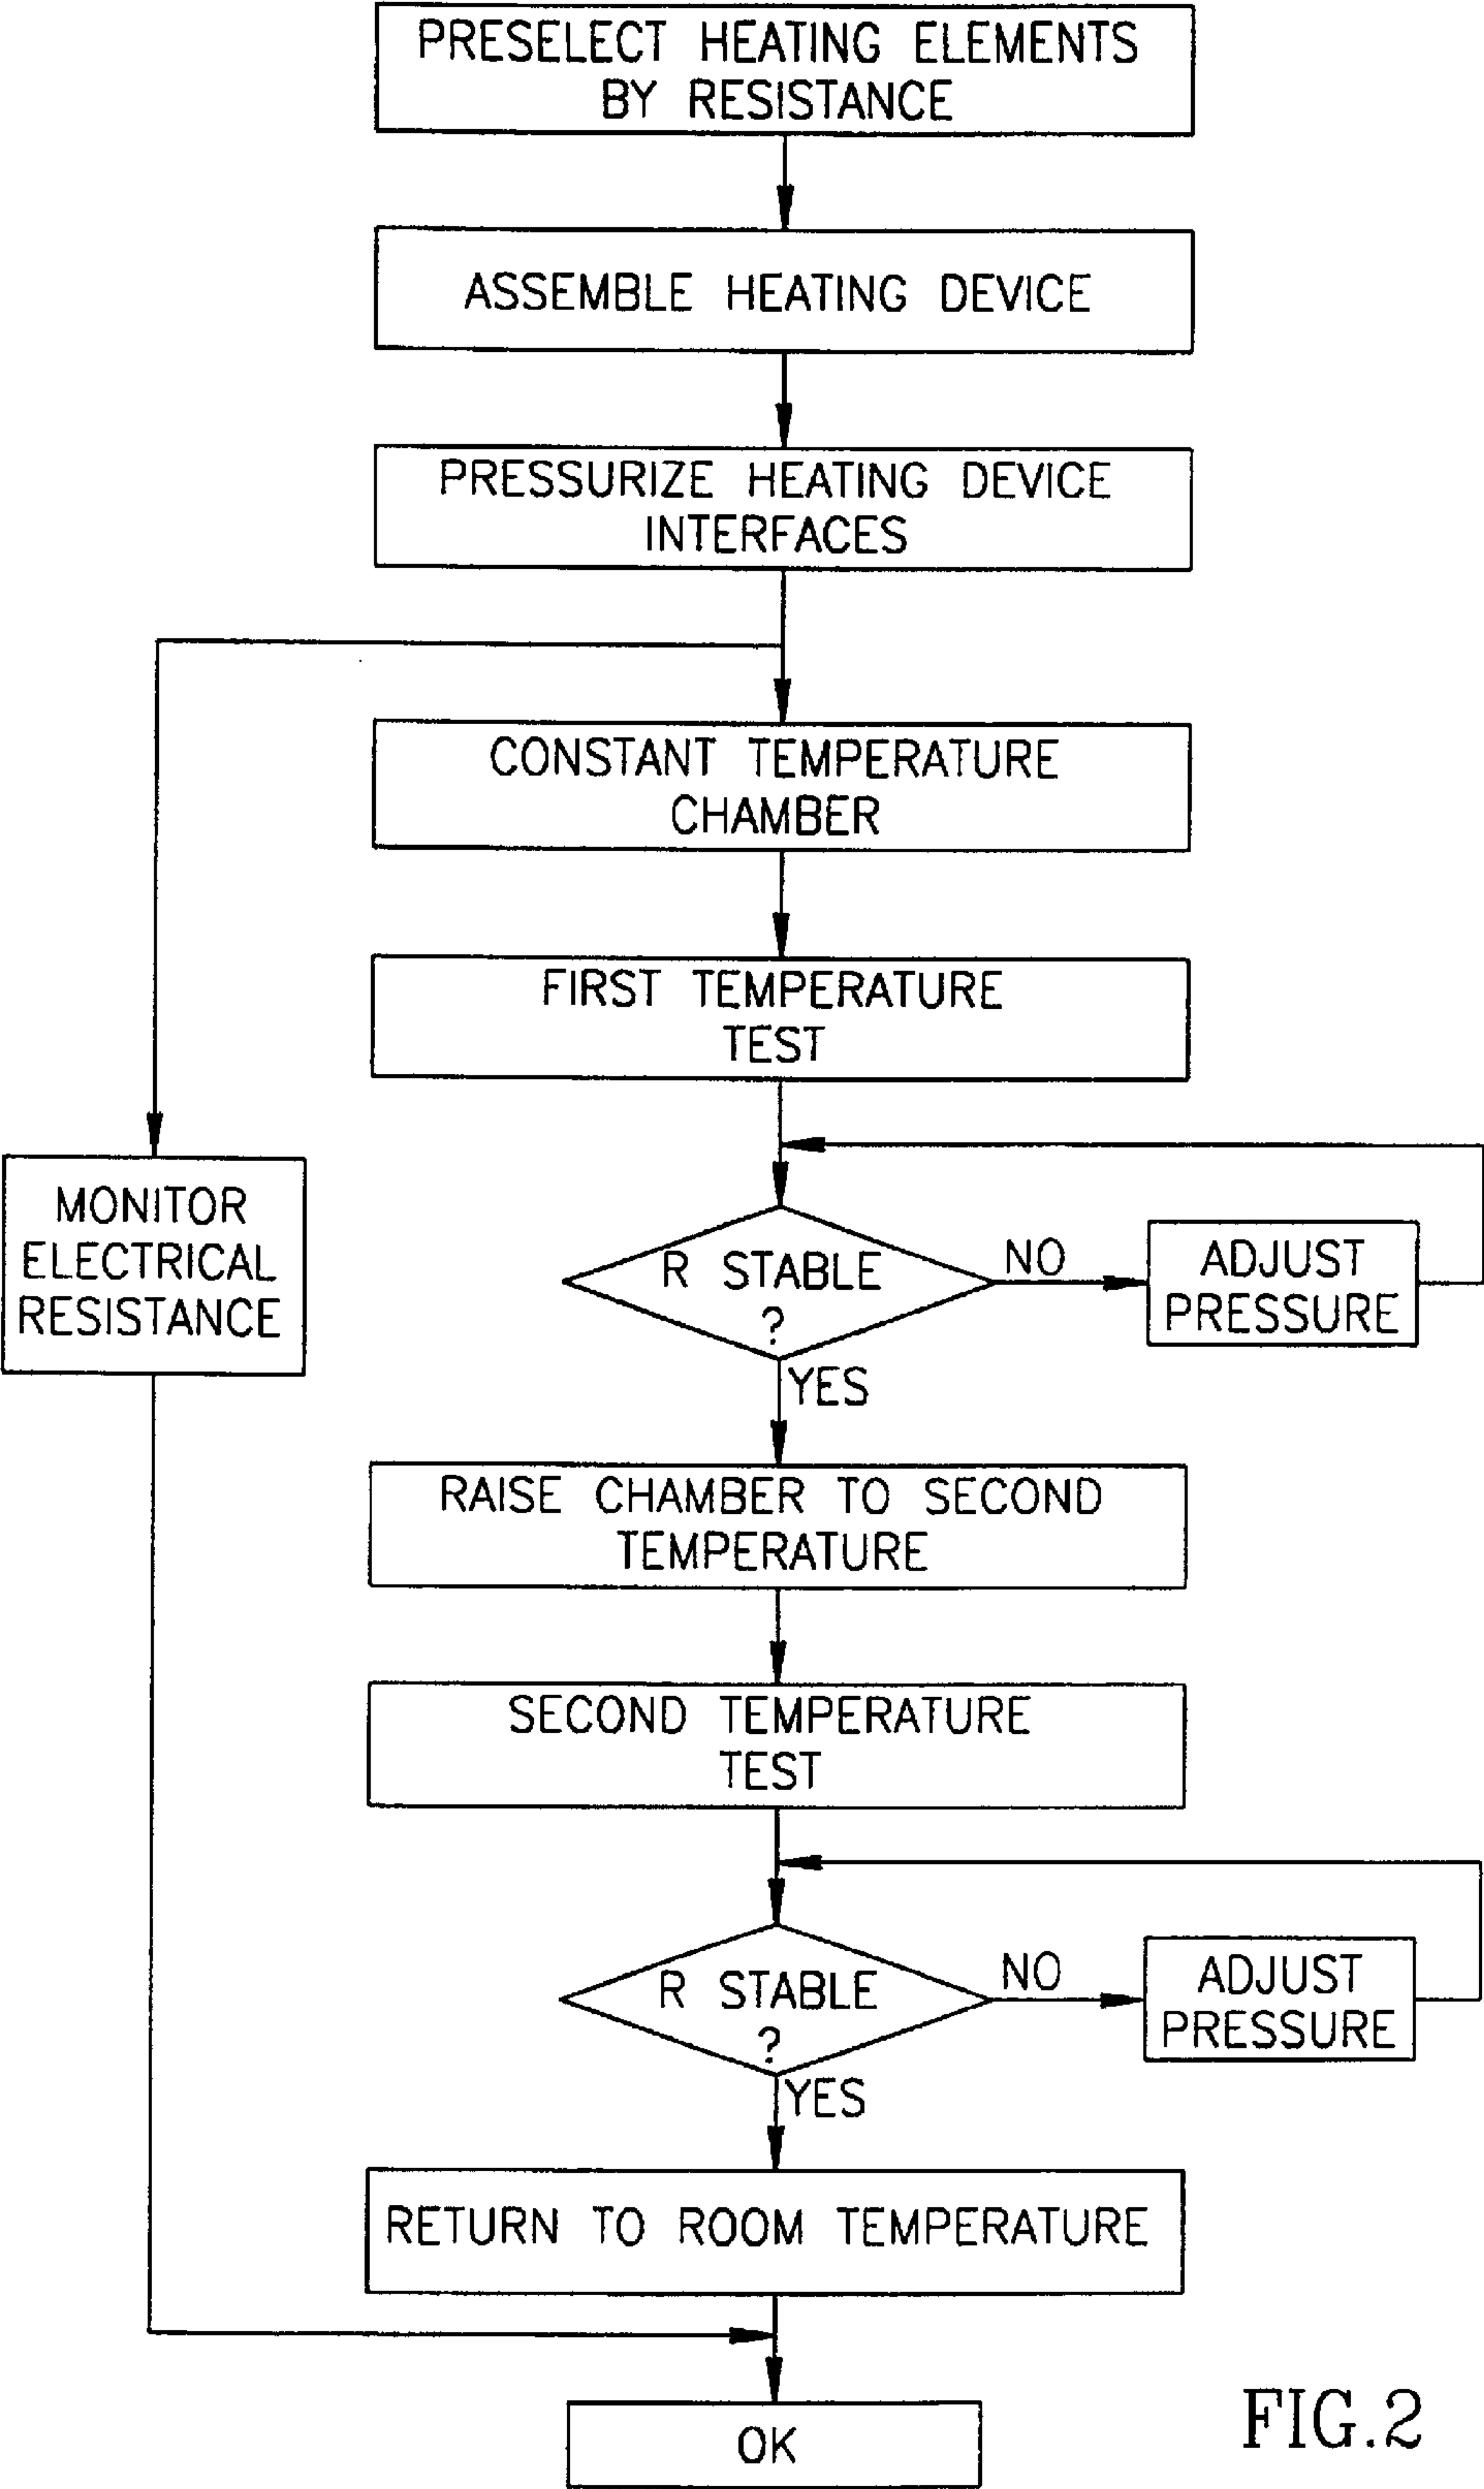 PRESELECT HEATING ELEMENTS
BY RESISTANCE
ASSEMBLE HEATING DEVICE
PRESSURIZE HEATING DEVICE
INTERFACES
CONSTANT TEMPERATURE
CHAMBER
FIRST TEMPERATURE
TEST
MONITOR
ELECTRICAL
RESISTANCE
R STABLE
?
NO
ADJUST
PRESSURE
YES
RAISE CHAMBER TO SECOND
TEMPERATURE
SECOND TEMPERATURE
TEST
R STABLE
?
NO
ADJUST
PRESSURE
YES
RETURN TO ROOM TEMPERATURE
OK
FIG.2